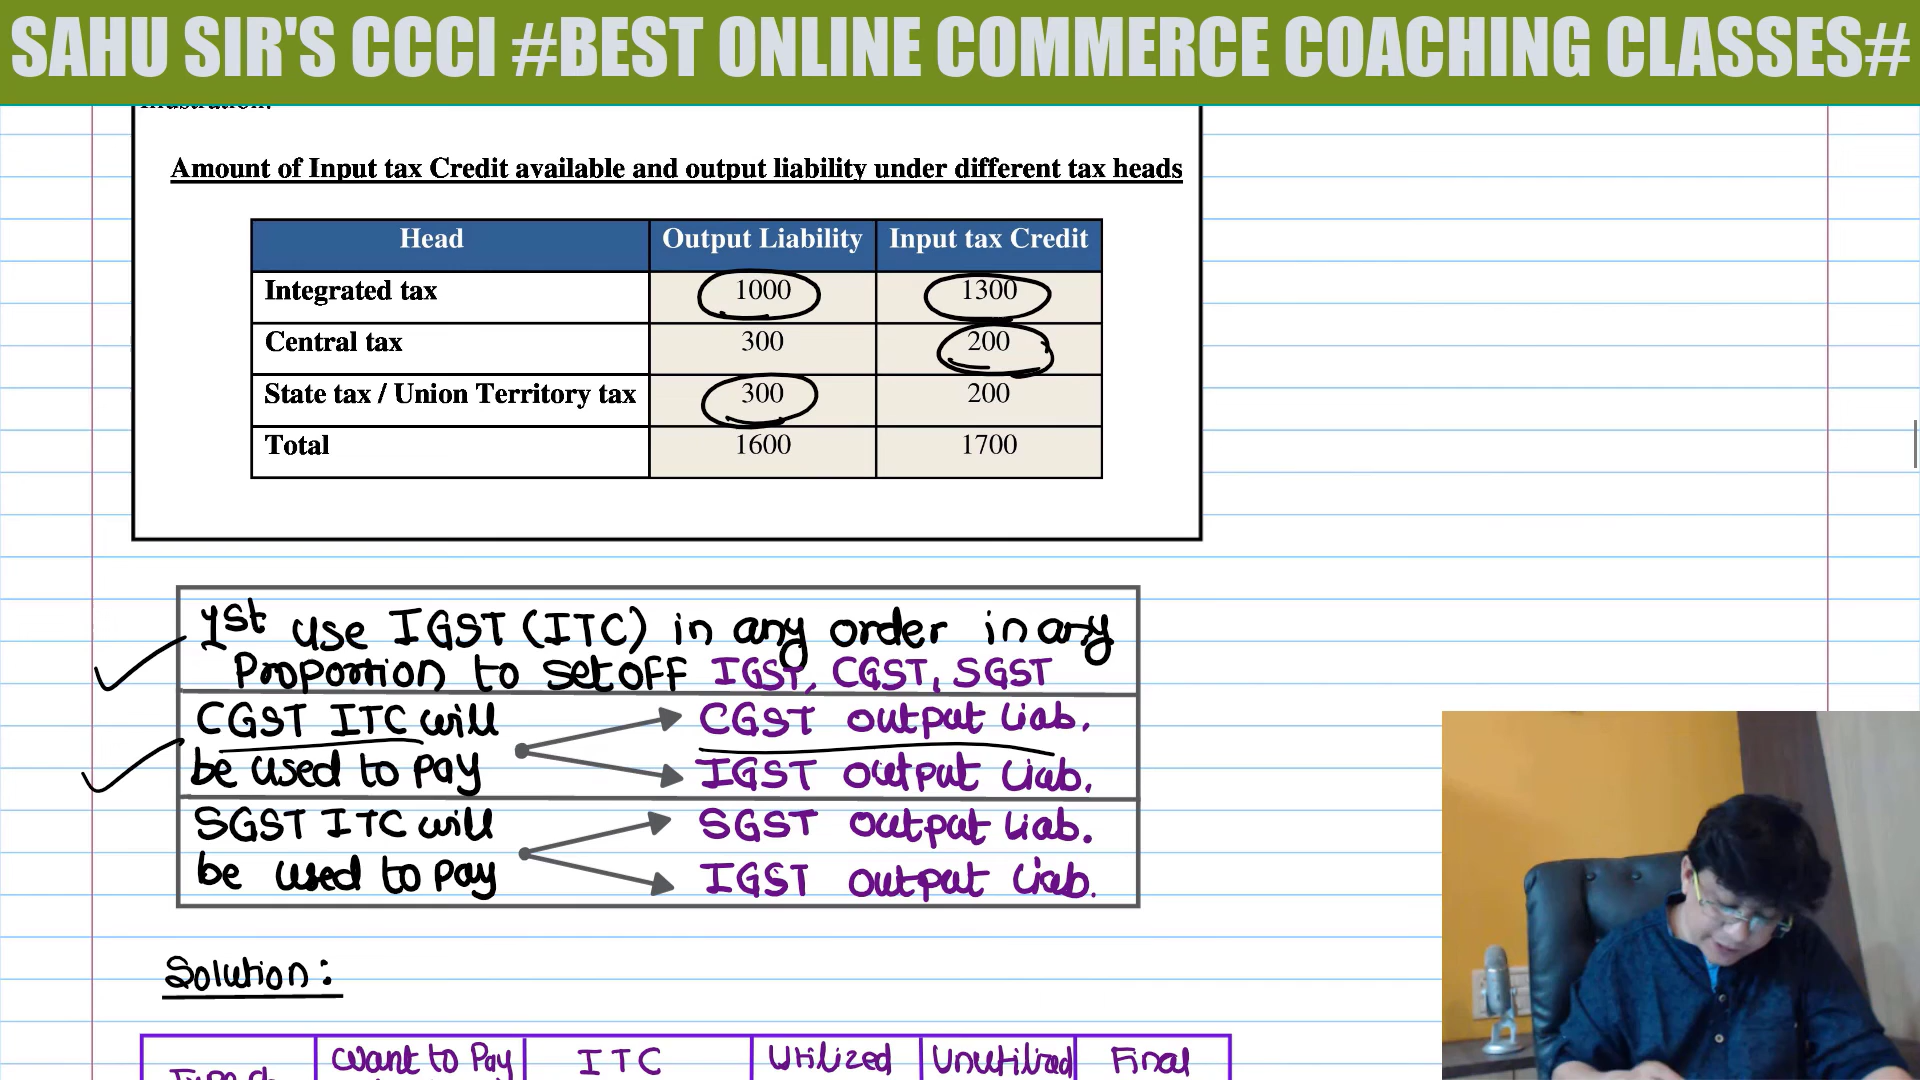 SAHU SIR'S CCCI #BEST ONLINE COMMERCE COACHING CLASSES#
Amount of Input tax Credit available and output liability under different tax heads
Head Output Liability Input tax Credit
Integrated tax 1000 1300
Central tax 300 200
State tax / Union Territory tax 300 200
Total 1600 1700
1st use IGST (ITC) in any order in any
Proportion to setoff IGST, CGST, SGST
CGST ITC will CGST output Liab.
be used to pay IGST output Liab.
SGST ITC will SGST output Liab.
be used to pay IGST output Liab.
Solution:
Want to Pay ITC Utilized Unutilized Final